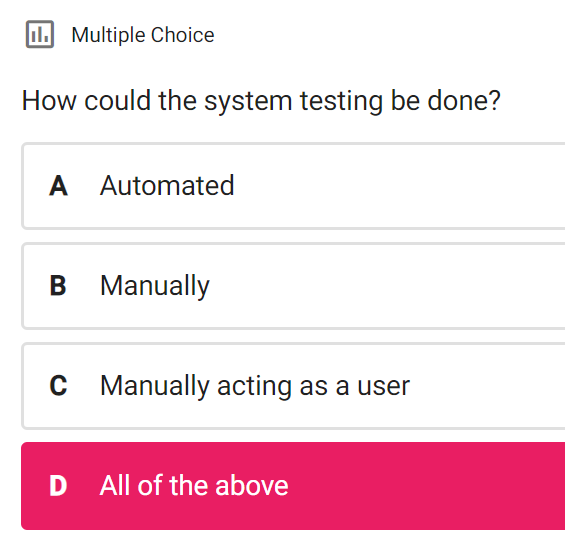 Multiple Choice
How could the system testing be done?
A Automated
B Manually
C Manually acting as a user
D All of the above